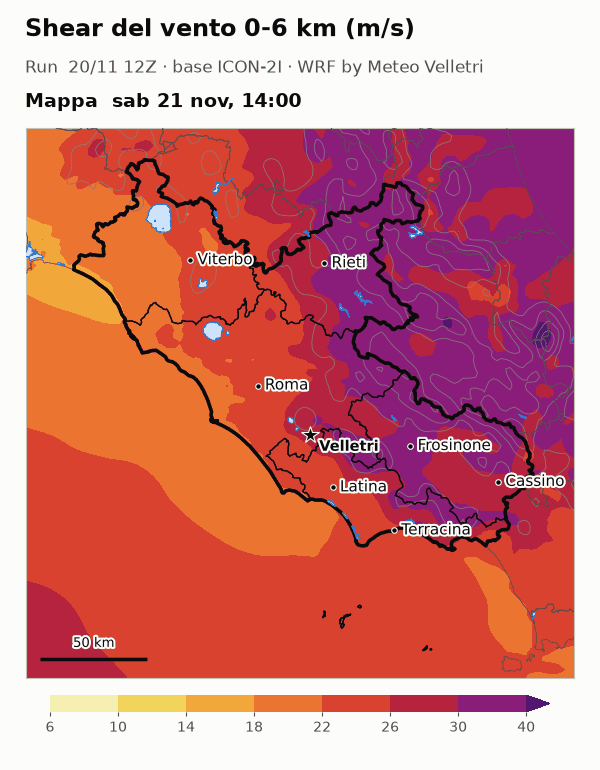 Shear del vento 0-6 km (m/s)
Run  20/11 12Z · base ICON-2I · WRF by Meteo Velletri
Mappa  sab 21 nov, 14:00
Viterbo
Rieti
Roma
Velletri
Frosinone
Latina
Cassino
Terracina
50 km
6 10 14 18 22 26 30 40